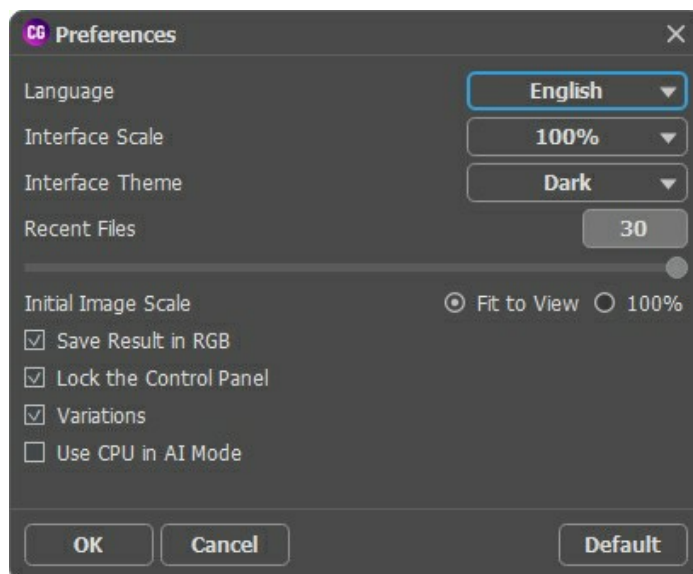 CG Preferences
Language English
Interface Scale 100%
Interface Theme Dark
Recent Files 30
Initial Image Scale Fit to View 100%
Save Result in RGB
Lock the Control Panel
Variations
Use CPU in AI Mode
OK Cancel Default